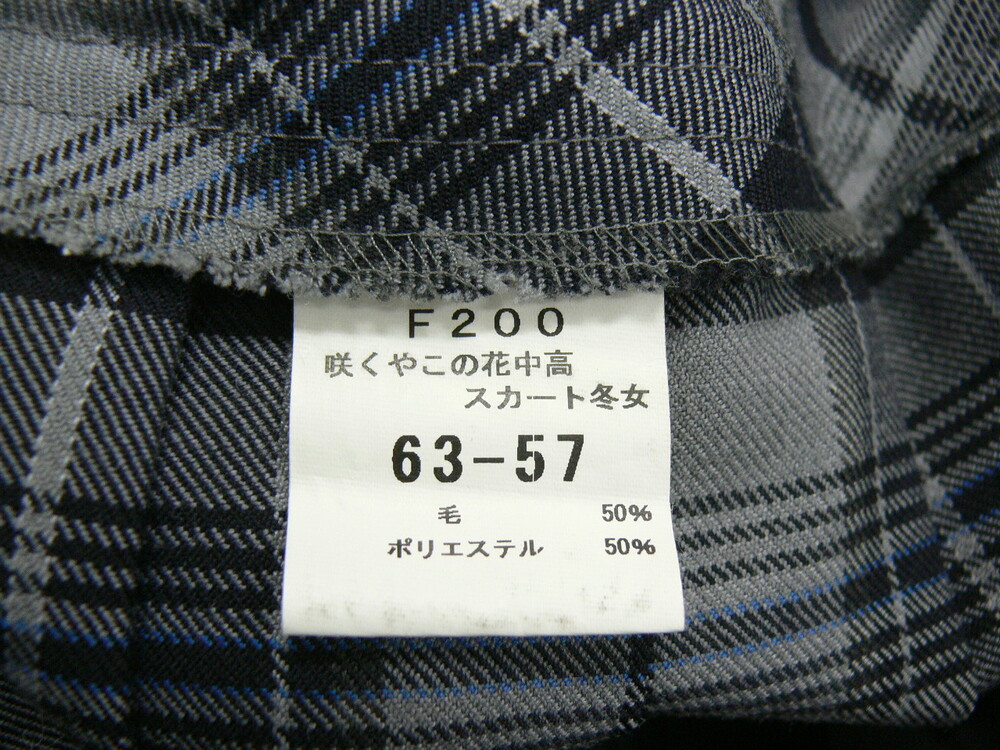 F200
咲くやこの花中高
スカート冬女
63-57
毛 50%
ポリエステル 50%